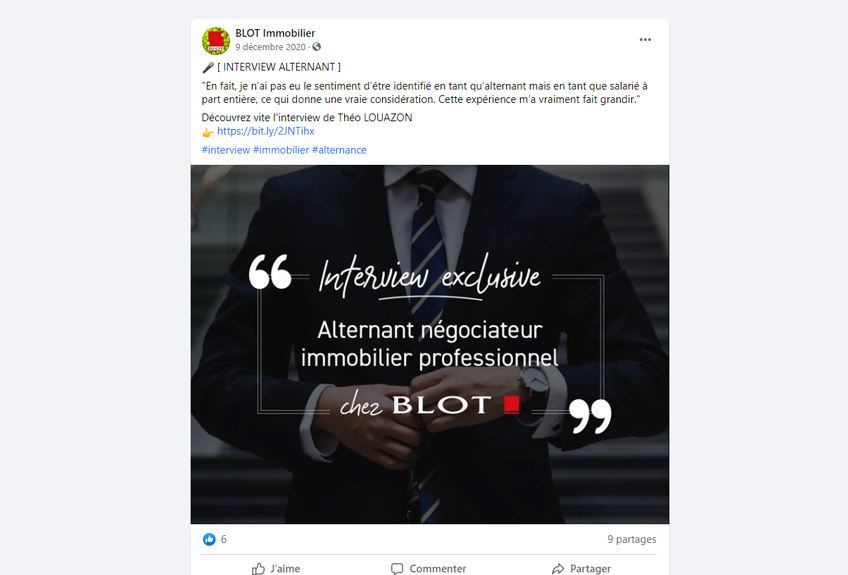 BLOT Immobilier
9 décembre 2020 ·
[ INTERVIEW ALTERNANT ]
"En fait, je n'ai pas eu le sentiment d'être identifié en tant qu'alternant mais en tant que salarié à
part entière, ce qui donne une vraie considération. Cette expérience m'a vraiment fait grandir."
Découvrez vite l'interview de Théo LOUAZON
https://bit.ly/2JNTihx
#interview #immobilier #alternance
“ Interview exclusive
Alternant négociateur
immobilier professionnel
chez BLOT ”
6
9 partages
J'aime
Commenter
Partager